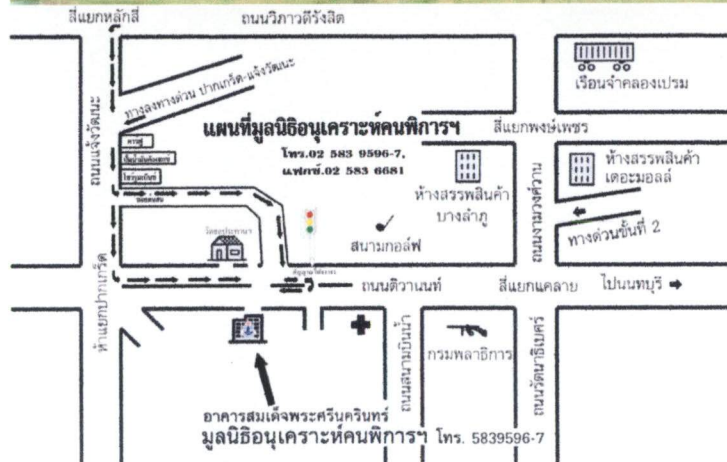 สี่แยกหลักสี่
ถนนวิภาวดีรังสิต
ทางลงทางด่วน ปากเกร็ด-แจ้งวัฒนะ
เรือนจำคลองเปรม
ถนนแจ้งวัฒนะ
แผนที่มูลนิธิอนุเคราะห์คนพิการฯ
สี่แยกพงษ์เพชร
โทร.02 583 9596-7,
แฟกซ์.02 583 6681
ห้างสรรพสินค้า
บางลำภู
ถนนงามวงศ์วาน
ห้างสรรพสินค้า
เดอะมอลล์
สนามกอล์ฟ
ทางด่วนขั้นที่ 2
ห้าแยกปากเกร็ด
ถนนติวานนท์
สี่แยกแคลาย
ไปนนทบุรี
ถนนสนามบินน้ำ
กรมพลาธิการ
ถนนรัตนาธิเบศร์
อาคารสมเด็จพระศรีนครินทร์
มูลนิธิอนุเคราะห์คนพิการฯ โทร. 5839596-7